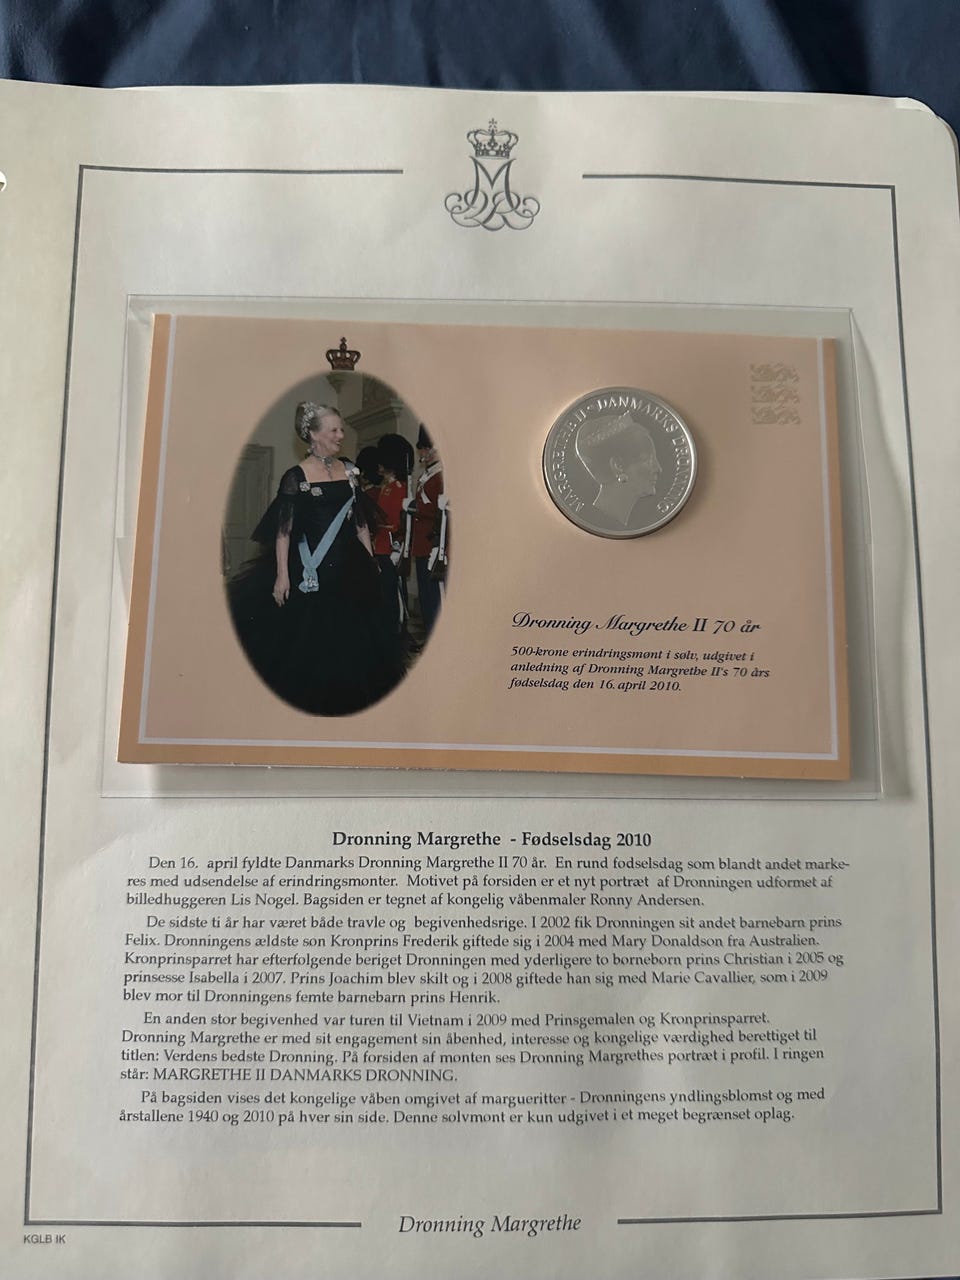 MARGRETHE II - DANMARKS DRONNING
Dronning Margrethe II 70 år
500-krone erindringsmønt i sølv, udgivet i
anledning af Dronning Margrethe II's 70 års
fødselsdag den 16. april 2010.
Dronning Margrethe - Fødselsdag 2010
Den 16. april fyldte Danmarks Dronning Margrethe II 70 år. En rund fødselsdag som blandt andet marke-
res med udsendelse af erindringsmønter. Motivet på forsiden er et nyt portræt af Dronningen udformet af
billedhuggeren Lis Nogel. Bagsiden er tegnet af kongelig våbenmaler Ronny Andersen.
De sidste ti år har været både travle og begivenhedsrige. I 2002 fik Dronningen sit andet barnebarn prins
Felix. Dronningens ældste søn Kronprins Frederik giftede sig i 2004 med Mary Donaldson fra Australien.
Kronprinsparret har efterfølgende beriget Dronningen med yderligere to børnebørn prins Christian i 2005 og
prinsesse Isabella i 2007. Prins Joachim blev skilt og i 2008 giftede han sig med Marie Cavallier, som i 2009
blev mor til Dronningens femte barnebarn prins Henrik.
En anden stor begivenhed var turen til Vietnam i 2009 med Prinsgemalen og Kronprinsparret.
Dronning Margrethe er med sit engagement sin åbenhed, interesse og kongelige værdighed berettiget til
titlen: Verdens bedste Dronning. På forsiden af mønten ses Dronning Margrethes portræt i profil. I ringen
står: MARGRETHE II DANMARKS DRONNING.
På bagsiden vises det kongelige våben omgivet af margueritter - Dronningens yndlingsblomst og med
årstallene 1940 og 2010 på hver sin side. Denne sølvmønt er kun udgivet i et meget begrænset oplag.
Dronning Margrethe
KGLB IK